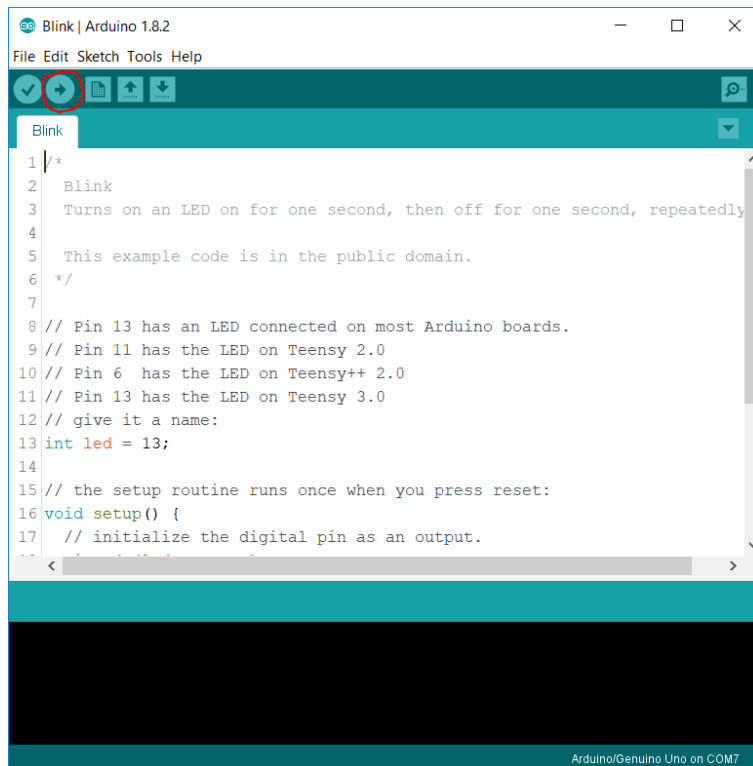 Blink | Arduino 1.8.2
File Edit Sketch Tools Help
Blink
1 /*
2 Blink
3 Turns on an LED on for one second, then off for one second, repeatedly
4
5 This example code is in the public domain.
6 */
7
8 // Pin 13 has an LED connected on most Arduino boards.
9 // Pin 11 has the LED on Teensy 2.0
10 // Pin 6  has the LED on Teensy++ 2.0
11 // Pin 13 has the LED on Teensy 3.0
12 // give it a name:
13 int led = 13;
14
15 // the setup routine runs once when you press reset:
16 void setup() {
17 // initialize the digital pin as an output.
Arduino/Genuino Uno on COM7